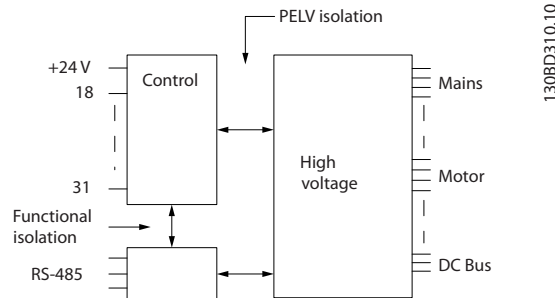 PELV isolation
130BD310.10
+24 V
Control
Mains
18
High
voltage
Motor
31
Functional
isolation
RS-485
DC Bus